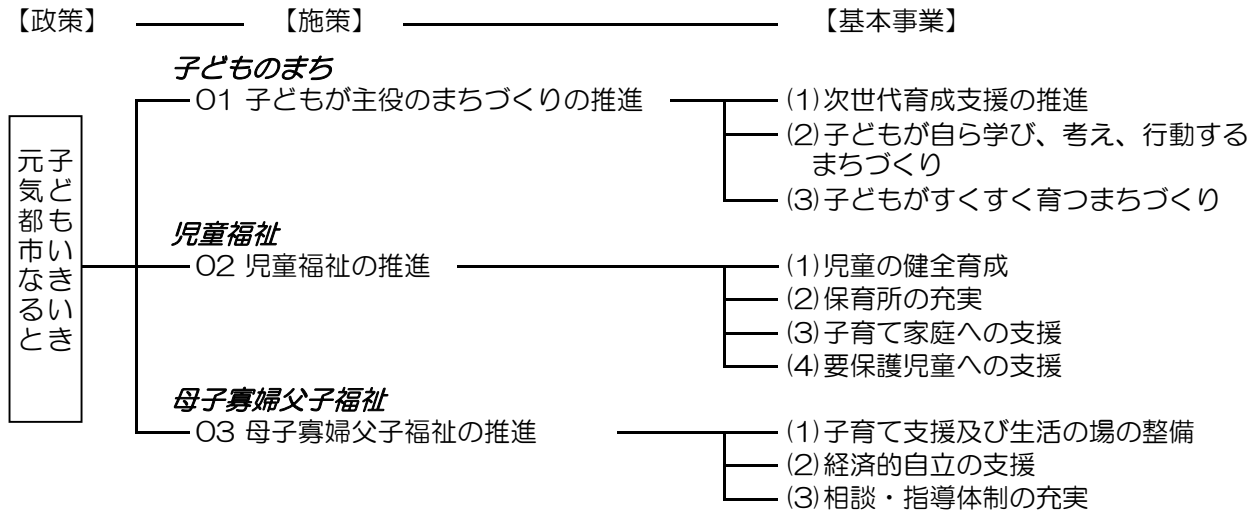 【政策】 【施策】 【基本事業】
子どもいきいき
元気都市なると
子どものまち
01 子どもが主役のまちづくりの推進
(1)次世代育成支援の推進
(2)子どもが自ら学び、考え、行動する
まちづくり
(3)子どもがすくすく育つまちづくり
児童福祉
02 児童福祉の推進
(1)児童の健全育成
(2)保育所の充実
(3)子育て家庭への支援
(4)要保護児童への支援
母子寡婦父子福祉
03 母子寡婦父子福祉の推進
(1)子育て支援及び生活の場の整備
(2)経済的自立の支援
(3)相談・指導体制の充実